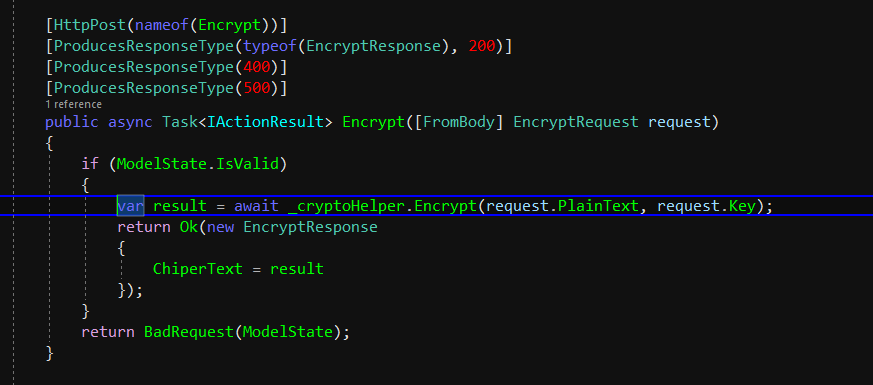 [HttpPost(nameof(Encrypt))]
[ProducesResponseType(typeof(EncryptResponse), 200)]
[ProducesResponseType(400)]
[ProducesResponseType(500)]
1 reference
public async Task<IActionResult> Encrypt([FromBody] EncryptRequest request)
{
if (ModelState.IsValid)
{
var result = await _cryptoHelper.Encrypt(request.PlainText, request.Key);
return Ok(new EncryptResponse
{
ChiperText = result
});
}
return BadRequest(ModelState);
}